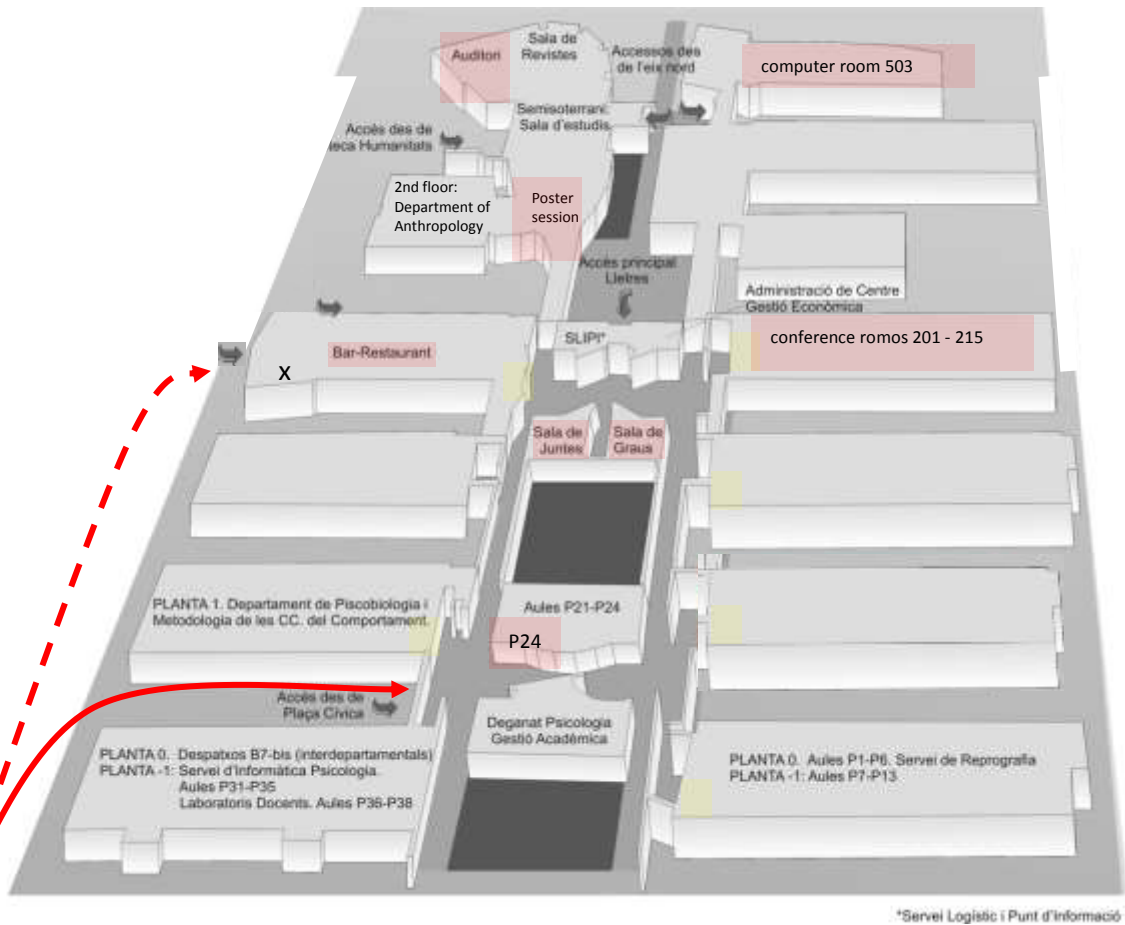 Auditori
Sala de
Revistes
Accessos des
de l'eix nord
computer room 503
Semisoterrani:
Sala d'estudis
Accès des de
eca Humanitats
2nd floor:
Department of
Anthropology
Poster
session
Accès principal
Lletres
Administració de Centre
Gestió Econòmica
SLIPI*
Bar-Restaurant
X
conference romos 201 - 215
Sala de
Juntes
Sala de
Graus
PLANTA 1. Departament de Piscobiologia i
Metodologia de les CC. del Comportament.
Aules P21-P24
P24
Accès des de
Plaça Cívica
Deganat Psicologia
Gestió Acadèmica
PLANTA 0. Despatxos B7-bis (interdepartamentals)
PLANTA -1: Servei d'Informàtica Psicologia.
Aules P31-P35
Laboratoris Docents. Aules P36-P38
PLANTA 0. Aules P1-P6. Servei de Reprografia
PLANTA -1: Aules P7-P13
*Servei Logístic i Punt d'Informació